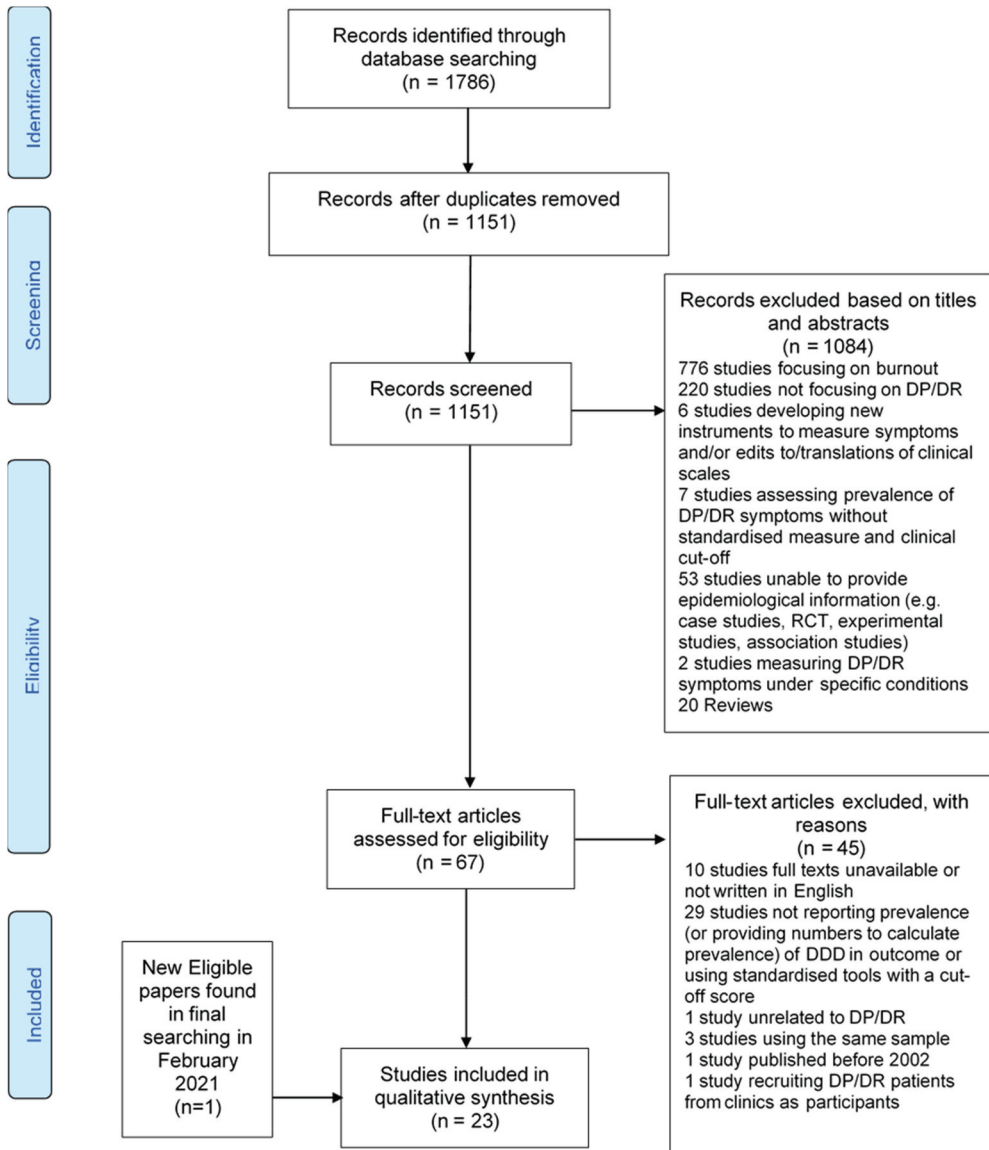 Identification
Records identified through
database searching
(n = 1786)
Records after duplicates removed
(n = 1151)
Screening
Records screened
(n = 1151)
Records excluded based on titles
and abstracts
(n = 1084)
776 studies focusing on burnout
220 studies not focusing on DP/DR
6 studies developing new
instruments to measure symptoms
and/or edits to/translations of clinical
scales
7 studies assessing prevalence of
DP/DR symptoms without
standardised measure and clinical
cut-off
53 studies unable to provide
epidemiological information (e.g.
case studies, RCT, experimental
studies, association studies)
2 studies measuring DP/DR
symptoms under specific conditions
20 Reviews
Eligibility
Full-text articles
assessed for eligibility
(n = 67)
Full-text articles excluded, with
reasons
(n = 45)
10 studies full texts unavailable or
not written in English
29 studies not reporting prevalence
(or providing numbers to calculate
prevalence) of DDD in outcome or
using standardised tools with a cut-
off score
1 study unrelated to DP/DR
3 studies using the same sample
1 study published before 2002
1 study recruiting DP/DR patients
from clinics as participants
Included
New Eligible
papers found
in final
searching in
February
2021
(n=1)
Studies included in
qualitative synthesis
(n = 23)